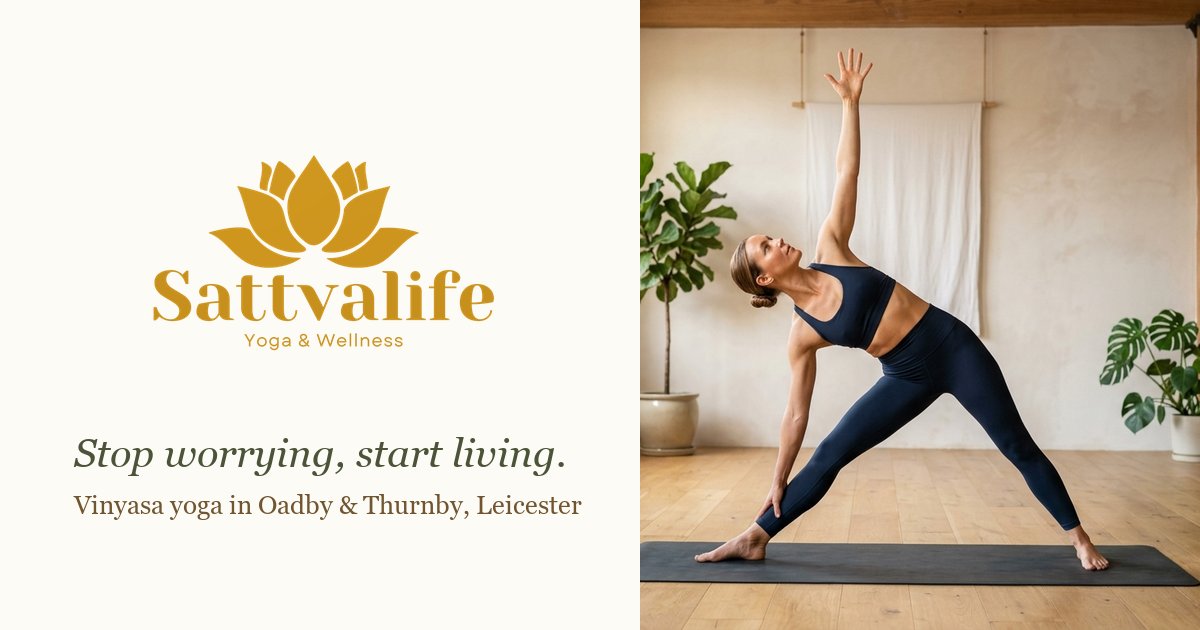 Sattvalife
Yoga & Wellness
Stop worrying, start living.
Vinyasa yoga in Oadby & Thurnby, Leicester